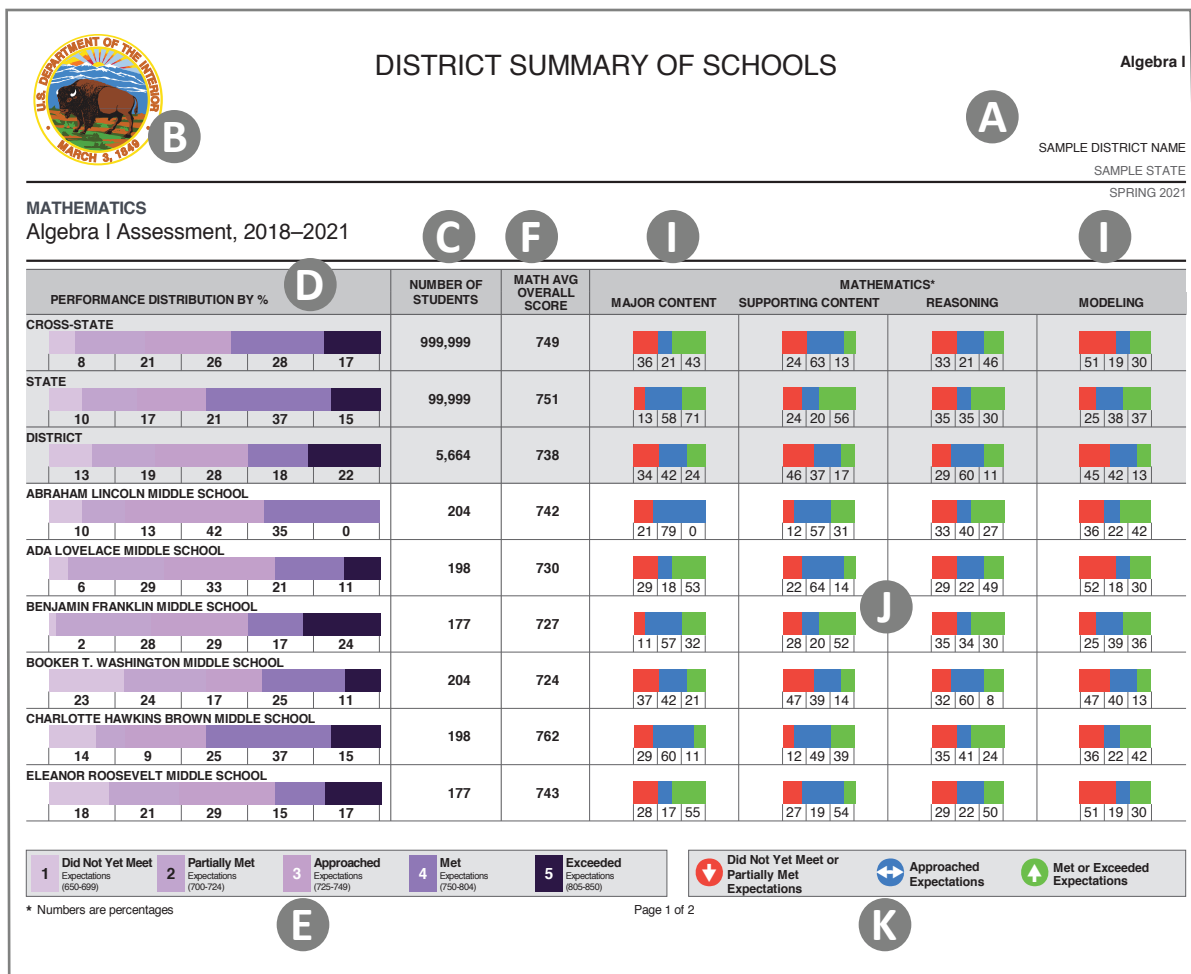 U.S. DEPARTMENT OF THE INTERIOR
MARCH 3, 1849
B
DISTRICT SUMMARY OF SCHOOLS
Algebra I
A
SAMPLE DISTRICT NAME
SAMPLE STATE
SPRING 2021
MATHEMATICS
Algebra I Assessment, 2018–2021
C F I I
D
PERFORMANCE DISTRIBUTION BY %
NUMBER OF
STUDENTS
MATH AVG
OVERALL
SCORE
MATHEMATICS*
MAJOR CONTENT SUPPORTING CONTENT REASONING MODELING
CROSS-STATE
999,999 749
8 21 26 28 17 36 21 43 24 63 13 33 21 46 51 19 30
STATE
99,999 751
10 17 21 37 15 13 58 71 24 20 56 35 35 30 25 38 37
DISTRICT
5,664 738
13 19 28 18 22 34 42 24 46 37 17 29 60 11 45 42 13
ABRAHAM LINCOLN MIDDLE SCHOOL
204 742
10 13 42 35 0 21 79 0 12 57 31 33 40 27 36 22 42
ADA LOVELACE MIDDLE SCHOOL
198 730
6 29 33 21 11 29 18 53 22 64 14 29 22 49 52 18 30
J
BENJAMIN FRANKLIN MIDDLE SCHOOL
177 727
2 28 29 17 24 11 57 32 28 20 52 35 34 30 25 39 36
BOOKER T. WASHINGTON MIDDLE SCHOOL
204 724
23 24 17 25 11 37 42 21 47 39 14 32 60 8 47 40 13
CHARLOTTE HAWKINS BROWN MIDDLE SCHOOL
198 762
14 9 25 37 15 29 60 11 12 49 39 35 41 24 36 22 42
ELEANOR ROOSEVELT MIDDLE SCHOOL
177 743
18 21 29 15 17 28 17 55 27 19 54 29 22 50 51 19 30
1 Did Not Yet Meet
Expectations
(650-699)
2 Partially Met
Expectations
(700-724)
3 Approached
Expectations
(725-749)
4 Met
Expectations
(750-804)
5 Exceeded
Expectations
(805-850)
Did Not Yet Meet or
Partially Met
Expectations
Approached
Expectations
Met or Exceeded
Expectations
* Numbers are percentages
Page 1 of 2
E K